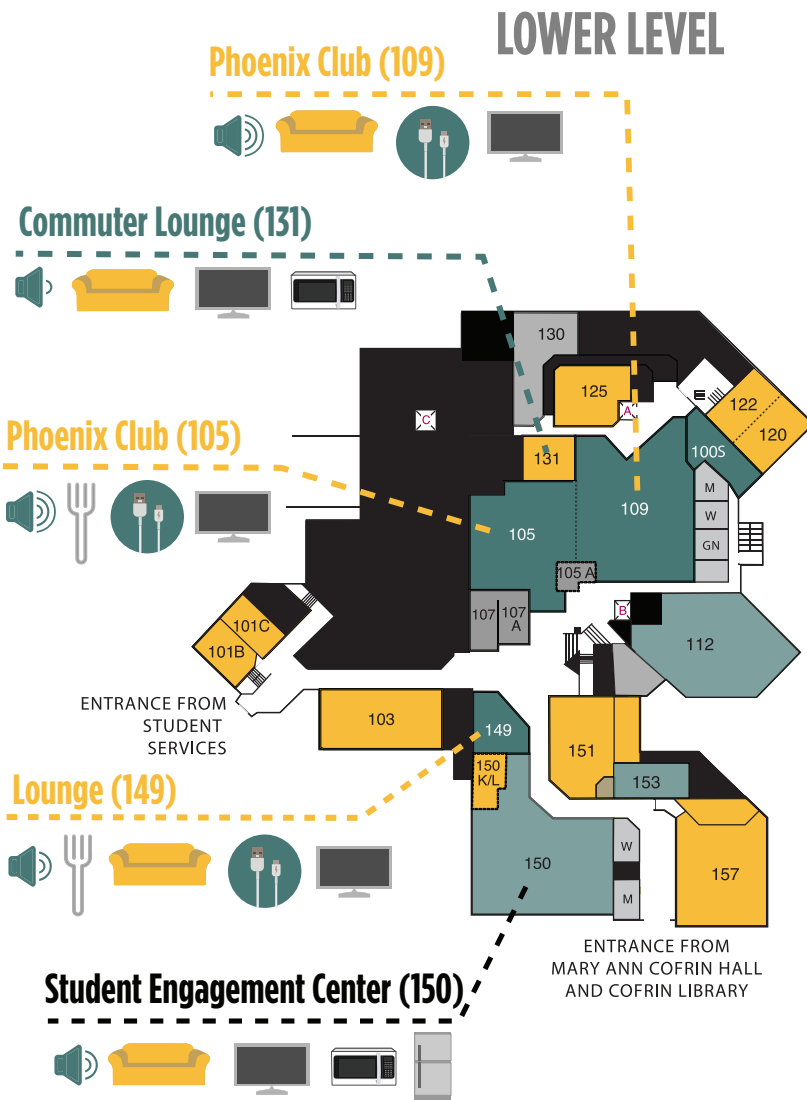 LOWER LEVEL
Phoenix Club (109)
Commuter Lounge (131)
130
125
A
C
122
120
Phoenix Club (105)
131
100S
109
M
W
GN
105
105 A
107
107
A
B
101C
101B
112
ENTRANCE FROM
STUDENT
SERVICES
103
149
151
150
K/L
153
Lounge (149)
150
W
M
157
ENTRANCE FROM
MARY ANN COFRIN HALL
AND COFRIN LIBRARY
Student Engagement Center (150)